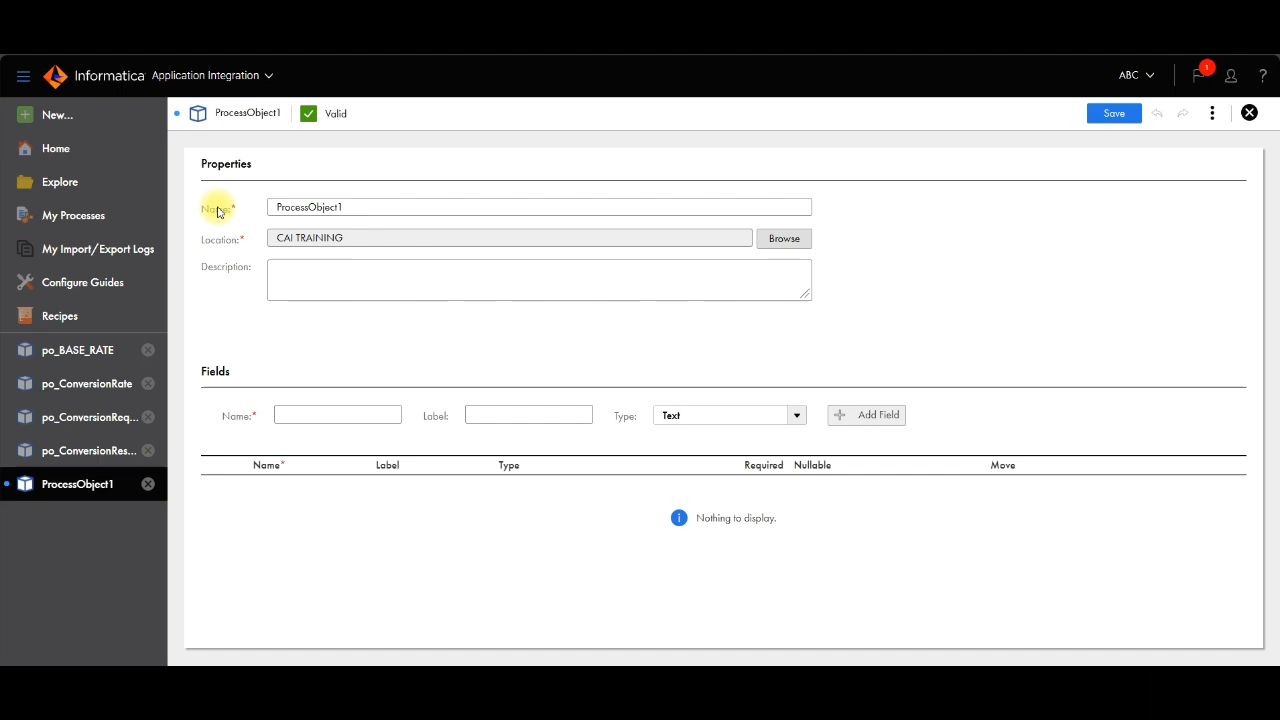 Informatica Application Integration
ABC
1
?
New...
Home
Explore
My Processes
My Import/Export Logs
Configure Guides
Recipes
po_BASE_RATE
po_ConversionRate
po_ConversionReq...
po_ConversionRes...
ProcessObject1
ProcessObject1
Valid
Save
Properties
Name:*
ProcessObject1
Location:*
CAI TRAINING
Browse
Description:
Fields
Name:*
Label:
Type:
Text
Add Field
Name* Label Type Required Nullable Move
Nothing to display.